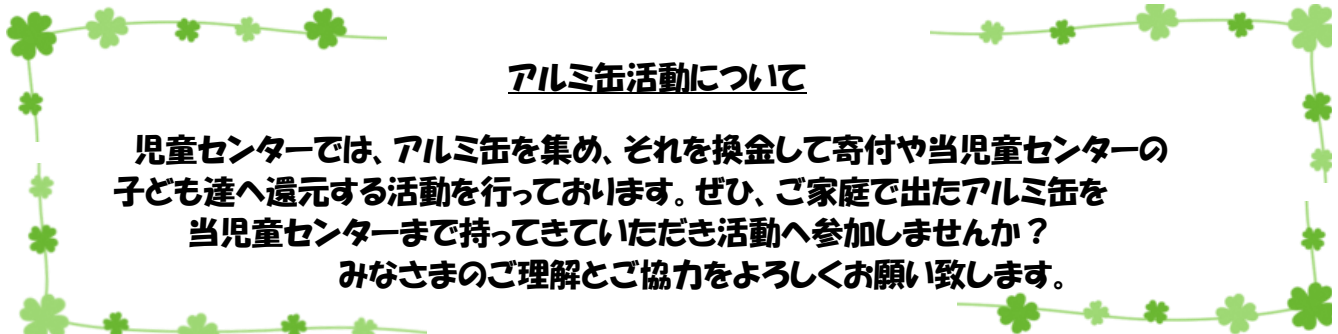 アルミ缶活動について
児童センターでは、アルミ缶を集め、それを換金して寄付や当児童センターの
子ども達へ還元する活動を行っております。ぜひ、ご家庭で出たアルミ缶を
当児童センターまで持ってきていただき活動へ参加しませんか？
みなさまのご理解とご協力をよろしくお願い致します。